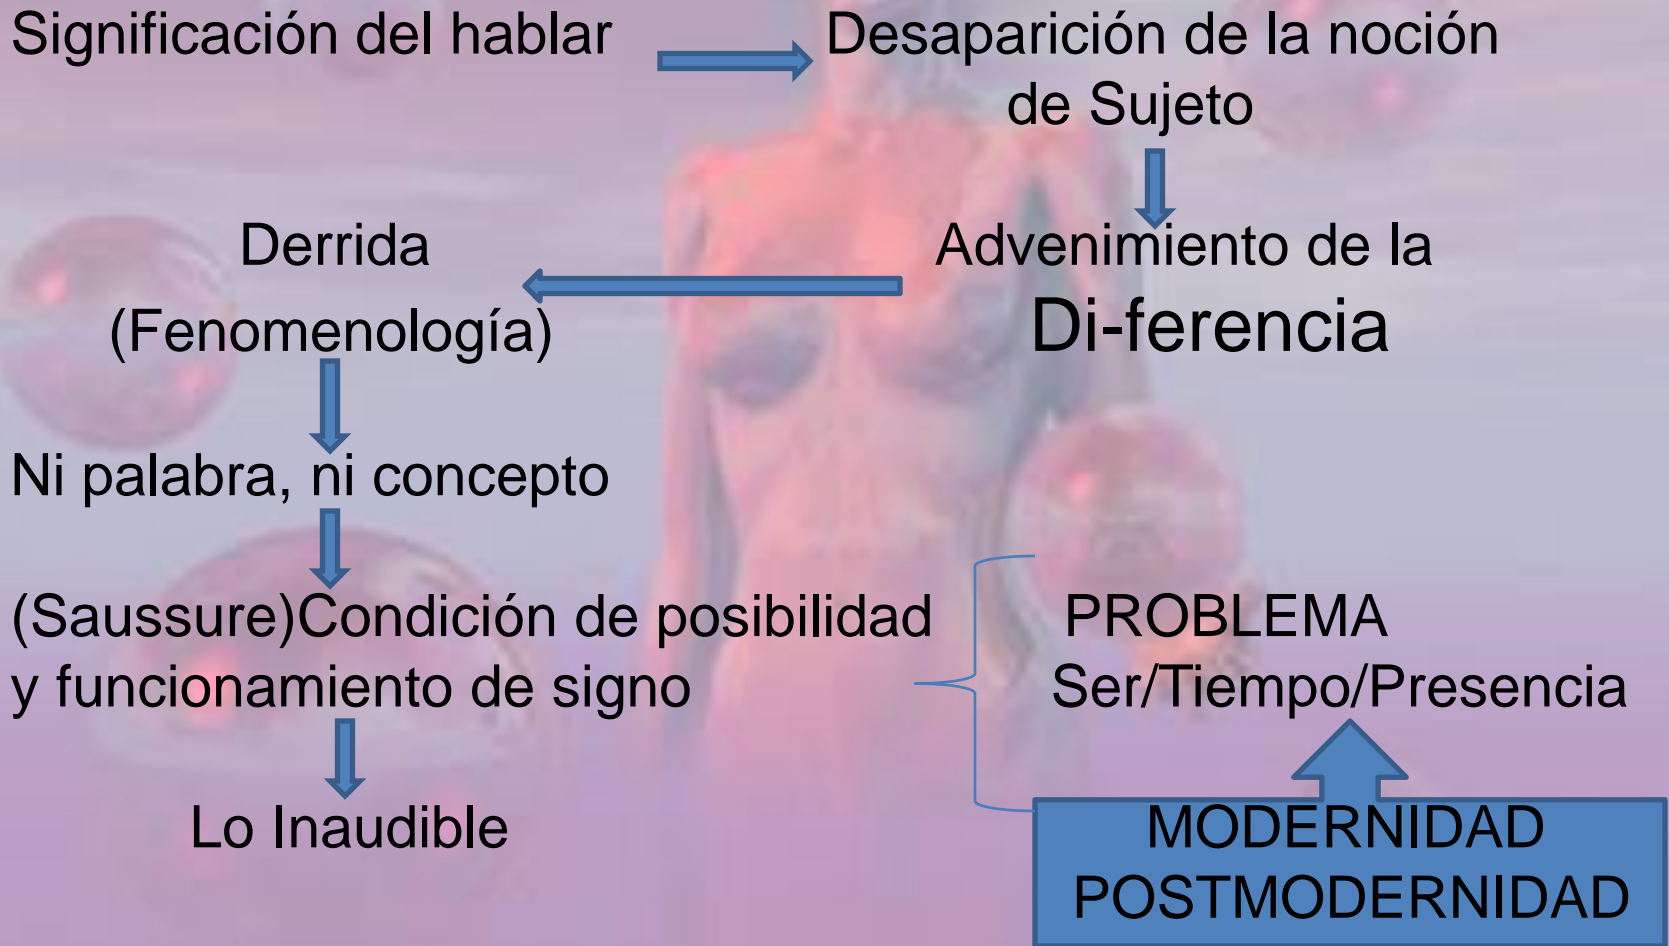 Significación del hablar
Desaparición de la noción
de Sujeto
Advenimiento de la
Di-ferencia
Derrida
(Fenomenología)
Ni palabra, ni concepto
(Saussure)Condición de posibilidad
y funcionamiento de signo
Lo Inaudible
PROBLEMA
Ser/Tiempo/Presencia
MODERNIDAD
POSTMODERNIDAD